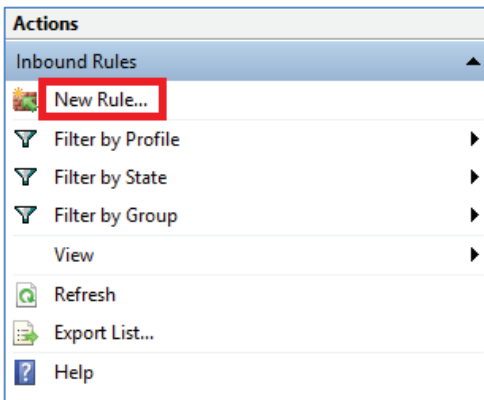 Actions
Inbound Rules
New Rule...
Filter by Profile
Filter by State
Filter by Group
View
Refresh
Export List...
Help